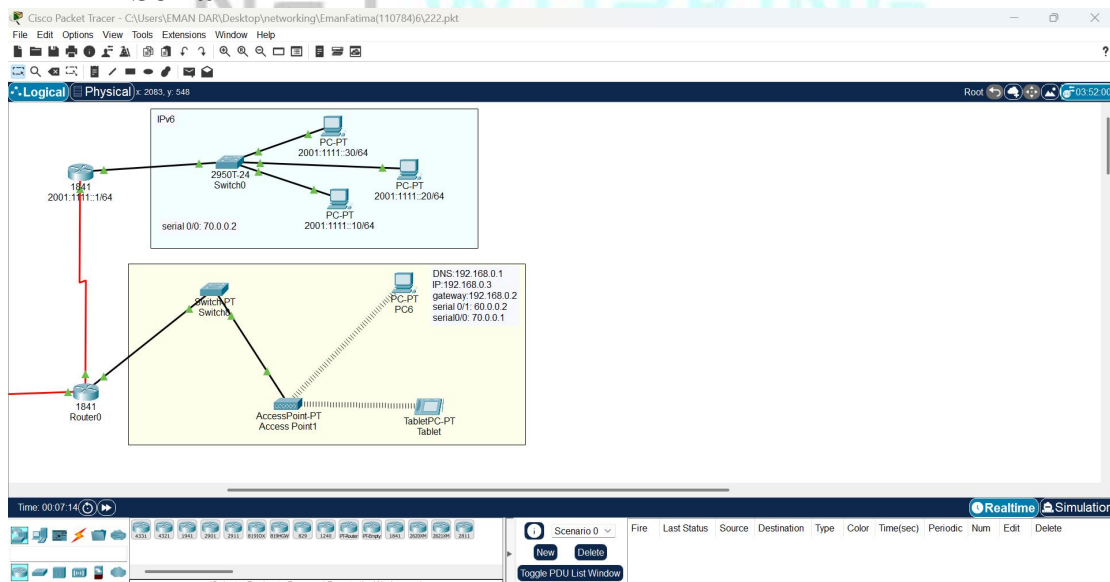 Cisco Packet Tracer - C:\Users\EMAN DAR\Desktop\networking\EmanFatima(110784)6\222.pkt
File Edit Options View Tools Extensions Window Help
?
Logical Physical x: 2083, y: 548 Root 03:52:00
IPv6
PC-PT
2001:1111::30/64
2950T-24
Switch0
PC-PT
2001:1111::20/64
1841
2001:1111::1/64
PC-PT
2001:1111::10/64
serial 0/0: 70.0.0.2
DNS:192.168.0.1
IP:192.168.0.3
gateway:192.168.0.2
serial 0/1: 60.0.0.2
serial0/0: 70.0.0.1
PC-PT
PC6
Switch-PT
1841
Router0
AccessPoint-PT
Access Point1
TabletPC-PT
Tablet
Time: 00:07:14 Realtime Simulation
4331 4321 1941 2901 2911 819IOX 819HGW 829 1240 PT-Router PT-Empty 1841 2620XM 2621XM 2811
Scenario 0
New Delete
Toggle PDU List Window
Fire Last Status Source Destination Type Color Time(sec) Periodic Num Edit Delete